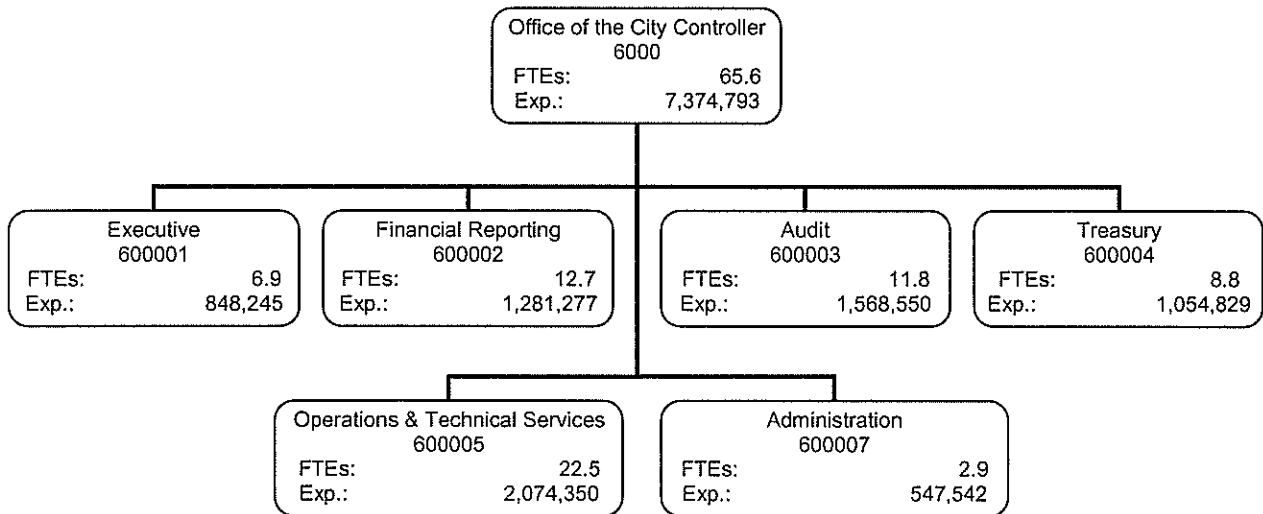 Office of the City Controller
6000
FTEs: 65.6
Exp.: 7,374,793
Executive
600001
FTEs: 6.9
Exp.: 848,245
Financial Reporting
600002
FTEs: 12.7
Exp.: 1,281,277
Audit
600003
FTEs: 11.8
Exp.: 1,568,550
Treasury
600004
FTEs: 8.8
Exp.: 1,054,829
Operations & Technical Services
600005
FTEs: 22.5
Exp.: 2,074,350
Administration
600007
FTEs: 2.9
Exp.: 547,542